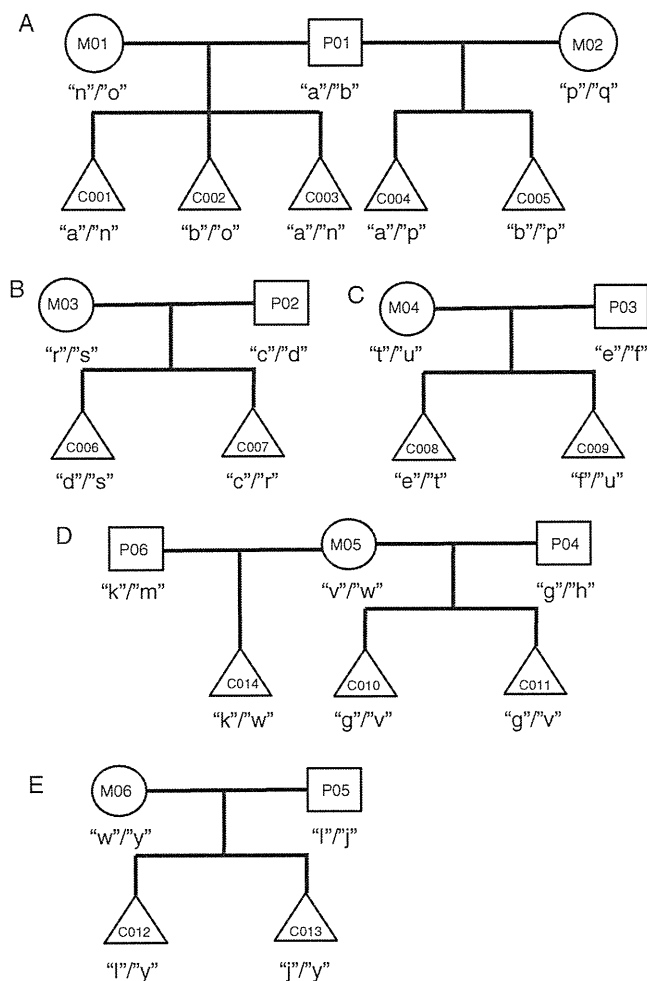 A
M01 P01 M02
“n”/”o” “a”/”b” “p”/”q”
C001 C002 C003 C004 C005
“a”/”n” “b”/”o” “a”/”n” “a”/”p” “b”/”p”
B C
M03 P02 M04 P03
“r”/”s” “c”/”d” “t”/”u” “e”/”f”
C006 C007 C008 C009
“d”/”s” “c”/”r” “e”/”t” “f”/”u”
D
P06 M05 P04
“k”/”m” “v”/”w” “g”/”h”
C014 C010 C011
“k”/”w” “g”/”v” “g”/”v”
E
M06 P05
“w”/”y” “l”/”j”
C012 C013
“l”/”y” “j”/”y”